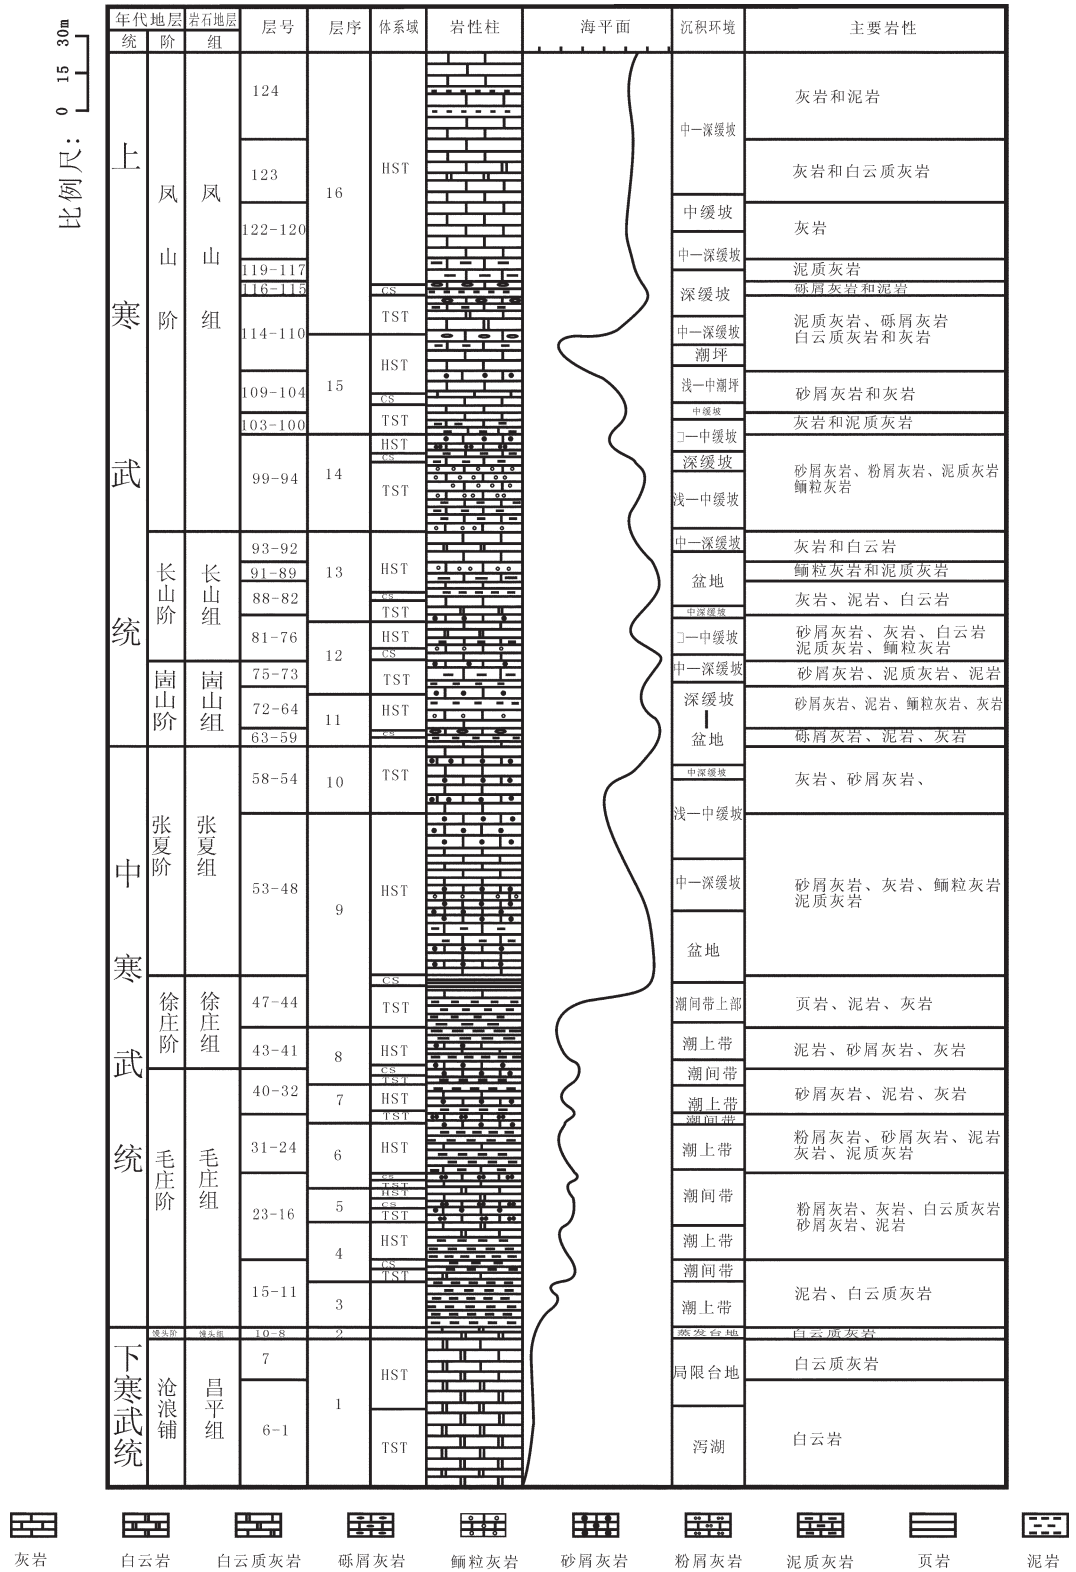 年代地层 岩石地层 层号 层序 体系域 岩性柱 海平面 沉积环境 主要岩性
统 阶 组
30m
15
0
比例尺:
上寒武统
中寒武统
下寒武统
凤山阶
长山阶
崮山阶
张夏阶
徐庄阶
毛庄阶
馒头阶
沧浪铺
凤山组
长山组
崮山组
张夏组
徐庄组
毛庄组
馒头组
昌平组
124
123
122-120
119-117
116-115
114-110
109-104
103-100
99-94
93-92
91-89
88-82
81-76
75-73
72-64
63-59
58-54
53-48
47-44
43-41
40-32
31-24
23-16
15-11
10-8
7
6-1
16
15
14
13
12
11
10
9
8
7
6
5
4
3
2
1
HST
CS
TST
HST
CS
TST
HST
CS
TST
HST
CS
TST
HST
CS
TST
HST
CS
TST
HST
CS
TST
HST
CS
TST
HST
TST
HST
CS
TST
HST
CS
TST
HST
CS
TST
HST
TST
中—深缓坡
中缓坡
中—深缓坡
深缓坡
中—深缓坡
潮坪
浅—中潮坪
中缓坡
□—中缓坡
深缓坡
浅—中缓坡
中—深缓坡
盆地
中深缓坡
□—中缓坡
中—深缓坡
深缓坡
|
盆地
中深缓坡
浅—中缓坡
中—深缓坡
盆地
潮间带上部
潮上带
潮间带
潮上带
潮间带
潮上带
潮间带
潮上带
潮间带
潮上带
蒸发台地
局限台地
泻湖
灰岩和泥岩
灰岩和白云质灰岩
灰岩
泥质灰岩
砾屑灰岩和泥岩
泥质灰岩、砾屑灰岩
白云质灰岩和灰岩
砂屑灰岩和灰岩
灰岩和泥质灰岩
砂屑灰岩、粉屑灰岩、泥质灰岩
鲕粒灰岩
灰岩和白云岩
鲕粒灰岩和泥质灰岩
灰岩、泥岩、白云岩
砂屑灰岩、灰岩、白云岩
泥质灰岩、鲕粒灰岩
砂屑灰岩、泥质灰岩、泥岩
砂屑灰岩、泥岩、鲕粒灰岩、灰岩
砾屑灰岩、泥岩、灰岩
灰岩、砂屑灰岩、
砂屑灰岩、灰岩、鲕粒灰岩
泥质灰岩
页岩、泥岩、灰岩
泥岩、砂屑灰岩、灰岩
砂屑灰岩、泥岩、灰岩
粉屑灰岩、砂屑灰岩、泥岩
灰岩、泥质灰岩
粉屑灰岩、灰岩、白云质灰岩
砂屑灰岩、泥岩
泥岩、白云质灰岩
白云质灰岩
白云质灰岩
白云岩
灰岩 白云岩 白云质灰岩 砾屑灰岩 鲕粒灰岩 砂屑灰岩 粉屑灰岩 泥质灰岩 页岩 泥岩